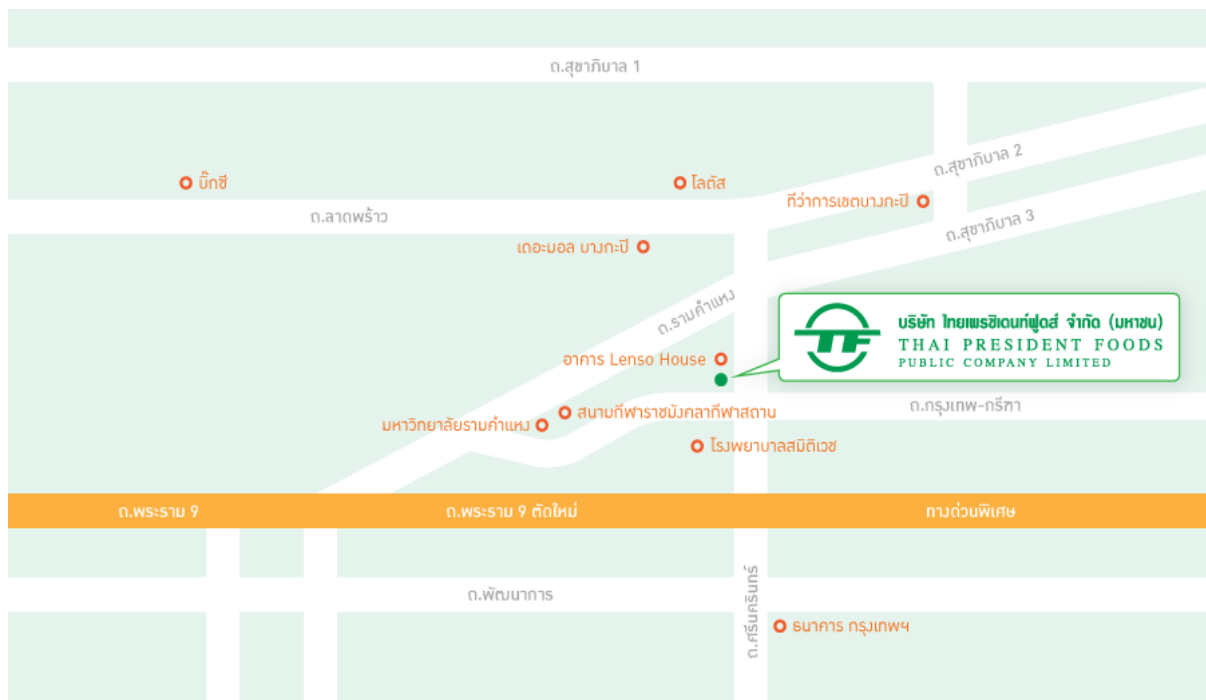 ถ.สุขาภิบาล 1
ถ.สุขาภิบาล 2
บิ๊กซี
โลตัส
ที่ว่าการเขตบางกะปิ
ถ.ลาดพร้าว
ถ.สุขาภิบาล 3
เดอะมอล บางกะปิ
ถ.รามคำแหง
TF
บริษัท ไทยเพรซิเดนท์ฟูดส์ จำกัด (มหาชน)
THAI PRESIDENT FOODS
PUBLIC COMPANY LIMITED
อาคาร Lenso House
ถ.กรุงเทพ-กรีฑา
สนามกีฬาราชมังคลากีฬาสถาน
มหาวิทยาลัยรามคำแหง
โรงพยาบาลสมิติเวช
ถ.พระราม 9
ถ.พระราม 9 ตัดใหม่
ทางด่วนพิเศษ
ถ.พัฒนาการ
ถ.ศรีนครินทร์
ธนาคาร กรุงเทพฯ